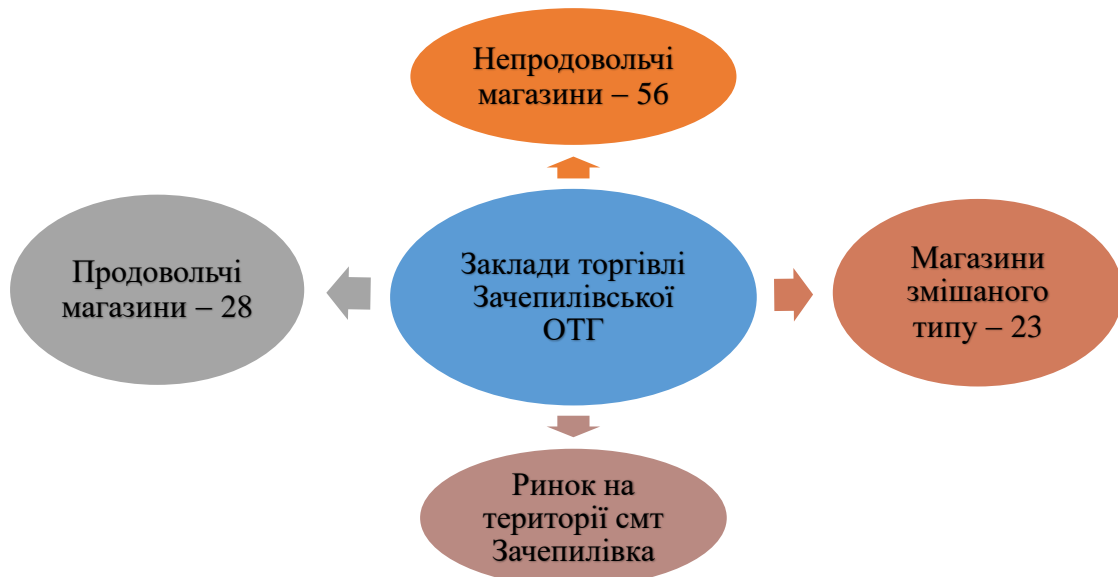 Непродовольчі
магазини – 56
Продовольчі
магазини – 28
Заклади торгівлі
Зачепилівської
ОТГ
Магазини
змішаного
типу – 23
Ринок на
території смт
Зачепилівка